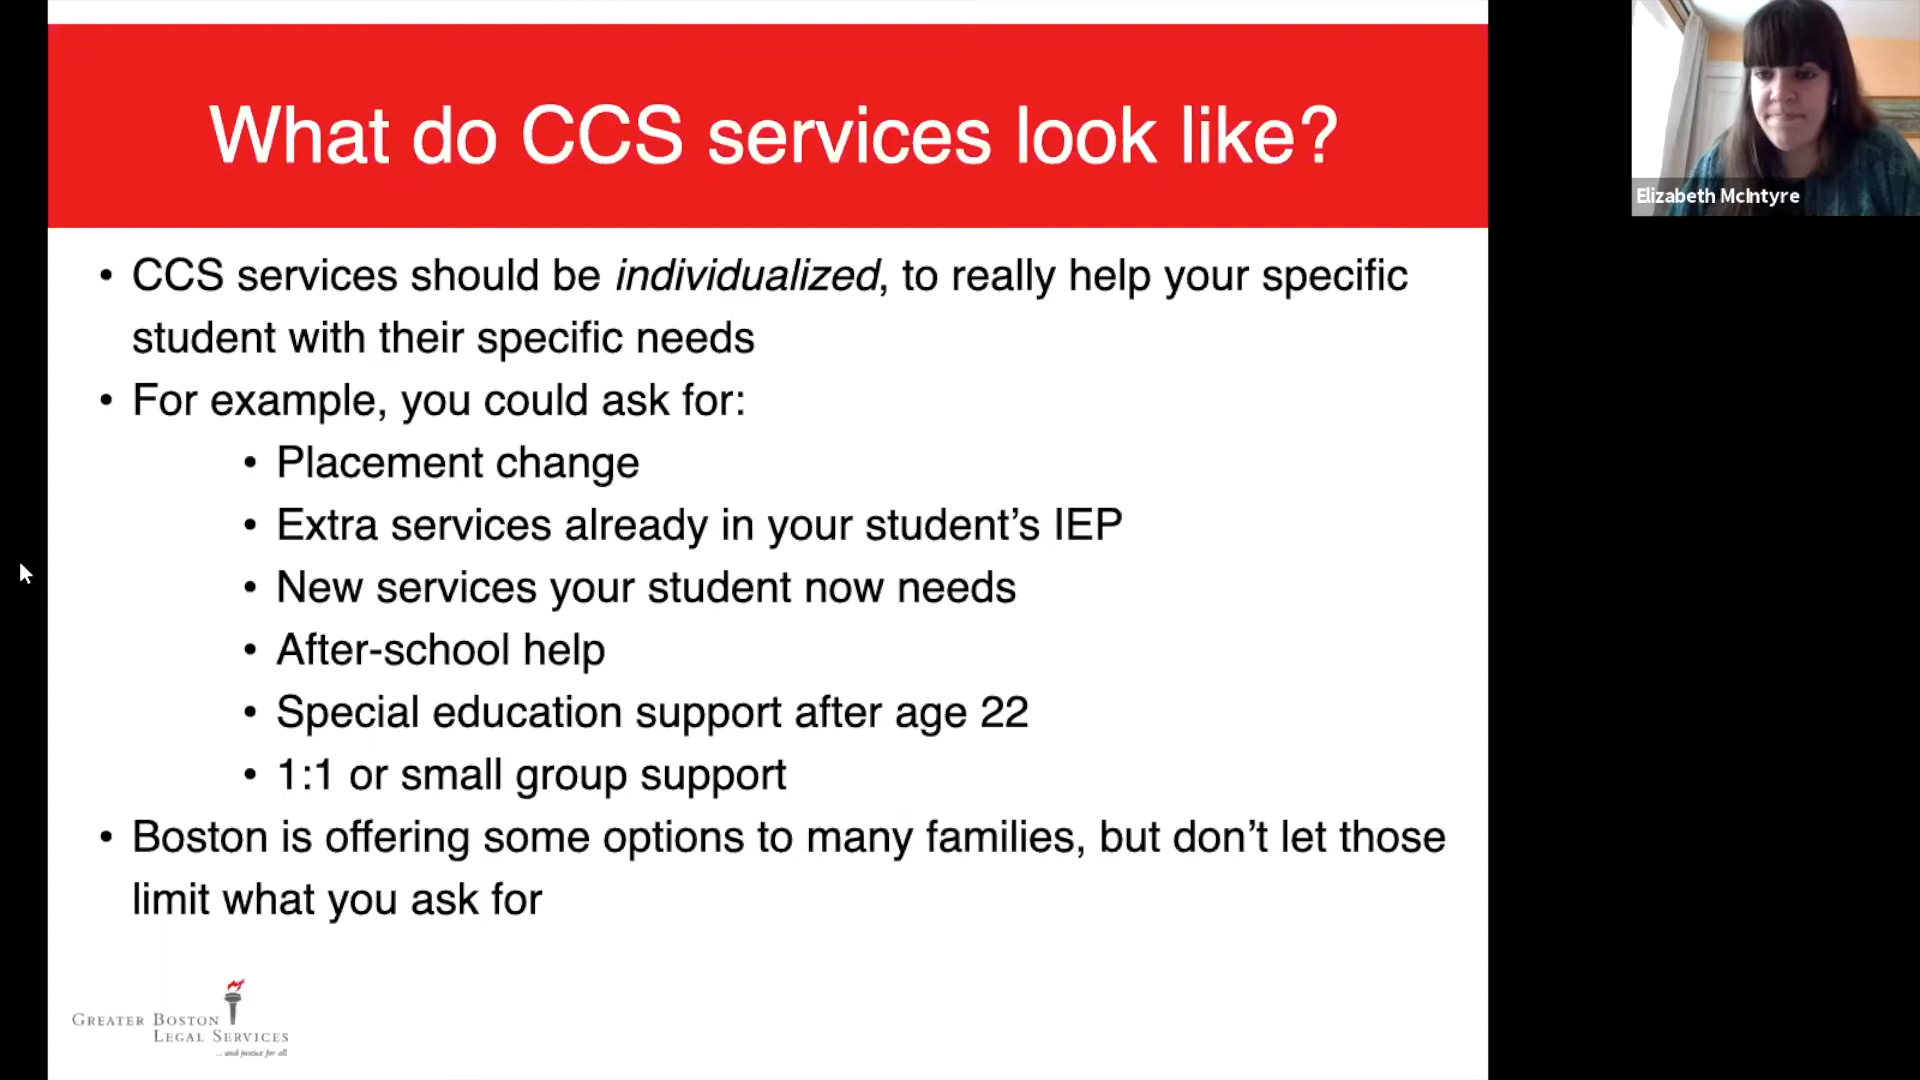 What do CCS services look like?
• CCS services should be individualized, to really help your specific
student with their specific needs
• For example, you could ask for:
• Placement change
• Extra services already in your student’s IEP
• New services your student now needs
• After-school help
• Special education support after age 22
• 1:1 or small group support
• Boston is offering some options to many families, but don’t let those
limit what you ask for
GREATER BOSTON
LEGAL SERVICES
... and justice for all
Elizabeth McIntyre